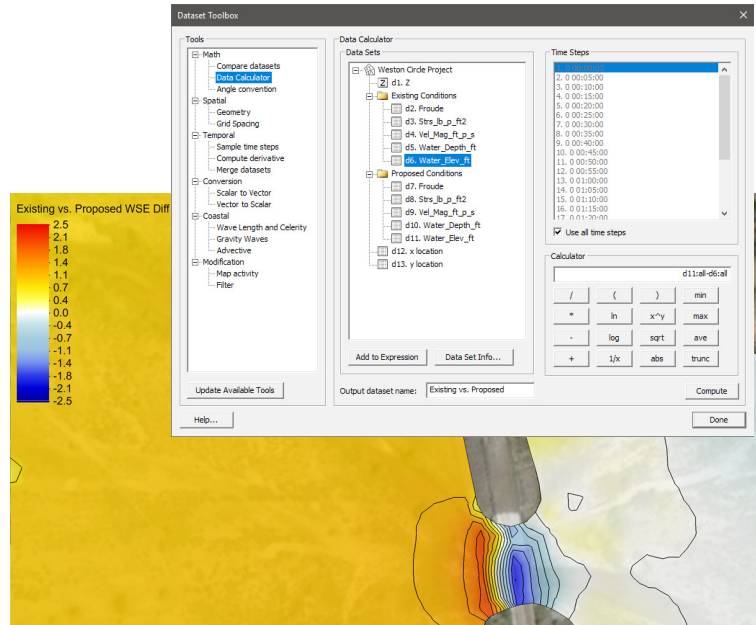 Dataset Toolbox
Tools
Math
Compare datasets
Data Calculator
Angle convention
Spatial
Geometry
Grid Spacing
Temporal
Sample time steps
Compute derivative
Merge datasets
Conversion
Scalar to Vector
Vector to Scalar
Coastal
Wave Length and Celerity
Gravity Waves
Advective
Modification
Map activity
Filter
Update Available Tools
Help...
Data Calculator
Data Sets
Weston Circle Project
Z d1. Z
Existing Conditions
d2. Froude
d3. Strs_lb_p_ft2
d4. Vel_Mag_ft_p_s
d5. Water_Depth_ft
d6. Water_Elev_ft
Proposed Conditions
d7. Froude
d8. Strs_lb_p_ft2
d9. Vel_Mag_ft_p_s
d10. Water_Depth_ft
d11. Water_Elev_ft
d12. x location
d13. y location
Add to Expression
Data Set Info...
Output dataset name: Existing vs. Proposed
Time Steps
1. 0 00:00:00
2. 0 00:05:00
3. 0 00:10:00
4. 0 00:15:00
5. 0 00:20:00
6. 0 00:25:00
7. 0 00:30:00
8. 0 00:35:00
9. 0 00:40:00
10. 0 00:45:00
11. 0 00:50:00
12. 0 00:55:00
13. 0 01:00:00
14. 0 01:05:00
15. 0 01:10:00
16. 0 01:15:00
17. 0 01:20:00
Use all time steps
Calculator
d11:all-d6:all
/ ( ) min
* ln x^y max
- log sqrt ave
+ 1/x abs trunc
Compute
Done
Existing vs. Proposed WSE Diff
2.5
2.1
1.8
1.4
1.1
0.7
0.4
0.0
-0.4
-0.7
-1.1
-1.4
-1.8
-2.1
-2.5